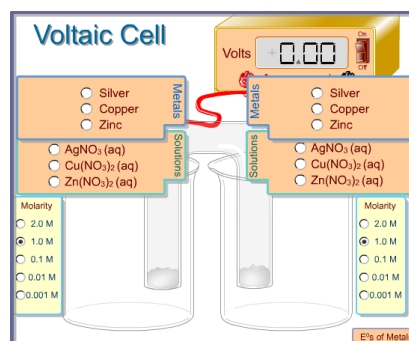 Voltaic Cell
Volts
+0.00
On
Off
Metals
Silver
Copper
Zinc
Solutions
AgNO₃ (aq)
Cu(NO₃)₂ (aq)
Zn(NO₃)₂ (aq)
Metals
Silver
Copper
Zinc
Solutions
AgNO₃ (aq)
Cu(NO₃)₂ (aq)
Zn(NO₃)₂ (aq)
Molarity
2.0 M
1.0 M
0.1 M
0.01 M
0.001 M
Molarity
2.0 M
1.0 M
0.1 M
0.01 M
0.001 M
E⁰s of Metal